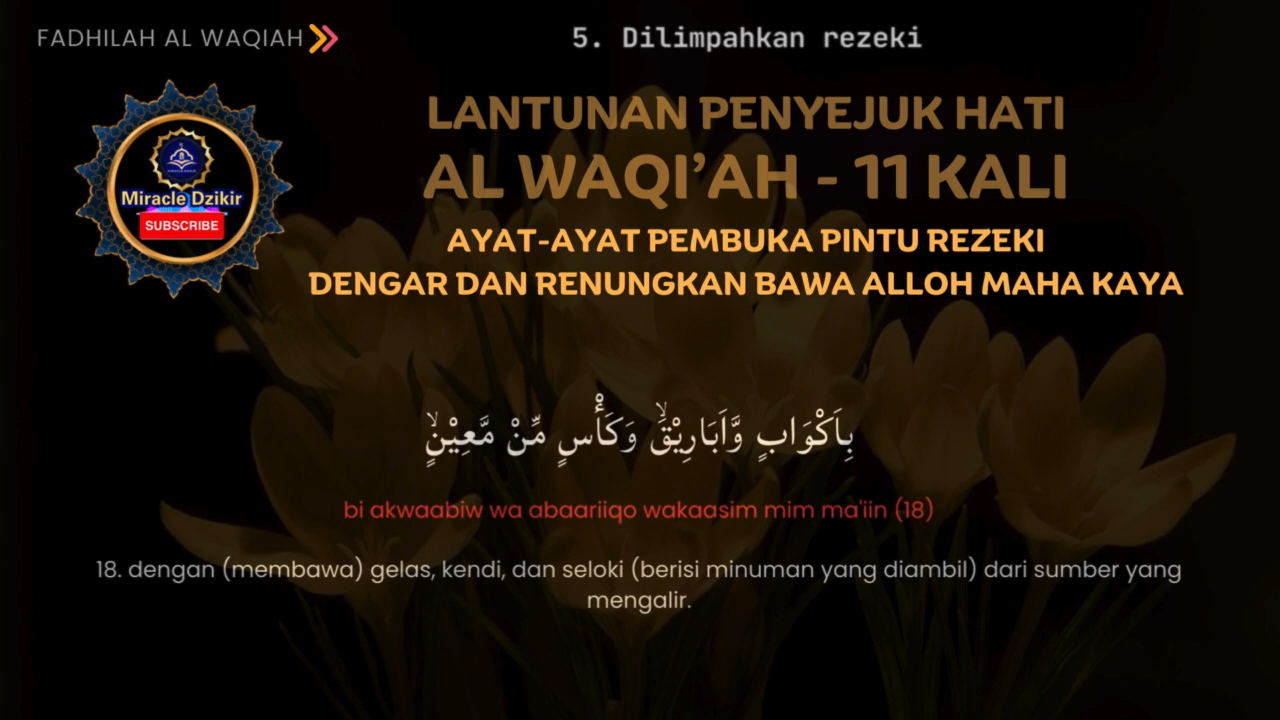 FADHILAH AL WAQIAH
5. Dilimpahkan rezeki
Miracle Dzikir
SUBSCRIBE
LANTUNAN PENYEJUK HATI
AL WAQI’AH - 11 KALI
AYAT-AYAT PEMBUKA PINTU REZEKI
DENGAR DAN RENUNGKAN BAWA ALLOH MAHA KAYA
بِاَكْوَابٍ وَّاَبَارِيْقَۙ وَكَأْسٍ مِّنْ مَّعِيْنٍۙ
bi akwaabiw wa abaariiqo wakaasim mim ma'iin (18)
18. dengan (membawa) gelas, kendi, dan seloki (berisi minuman yang diambil) dari sumber yang
mengalir.